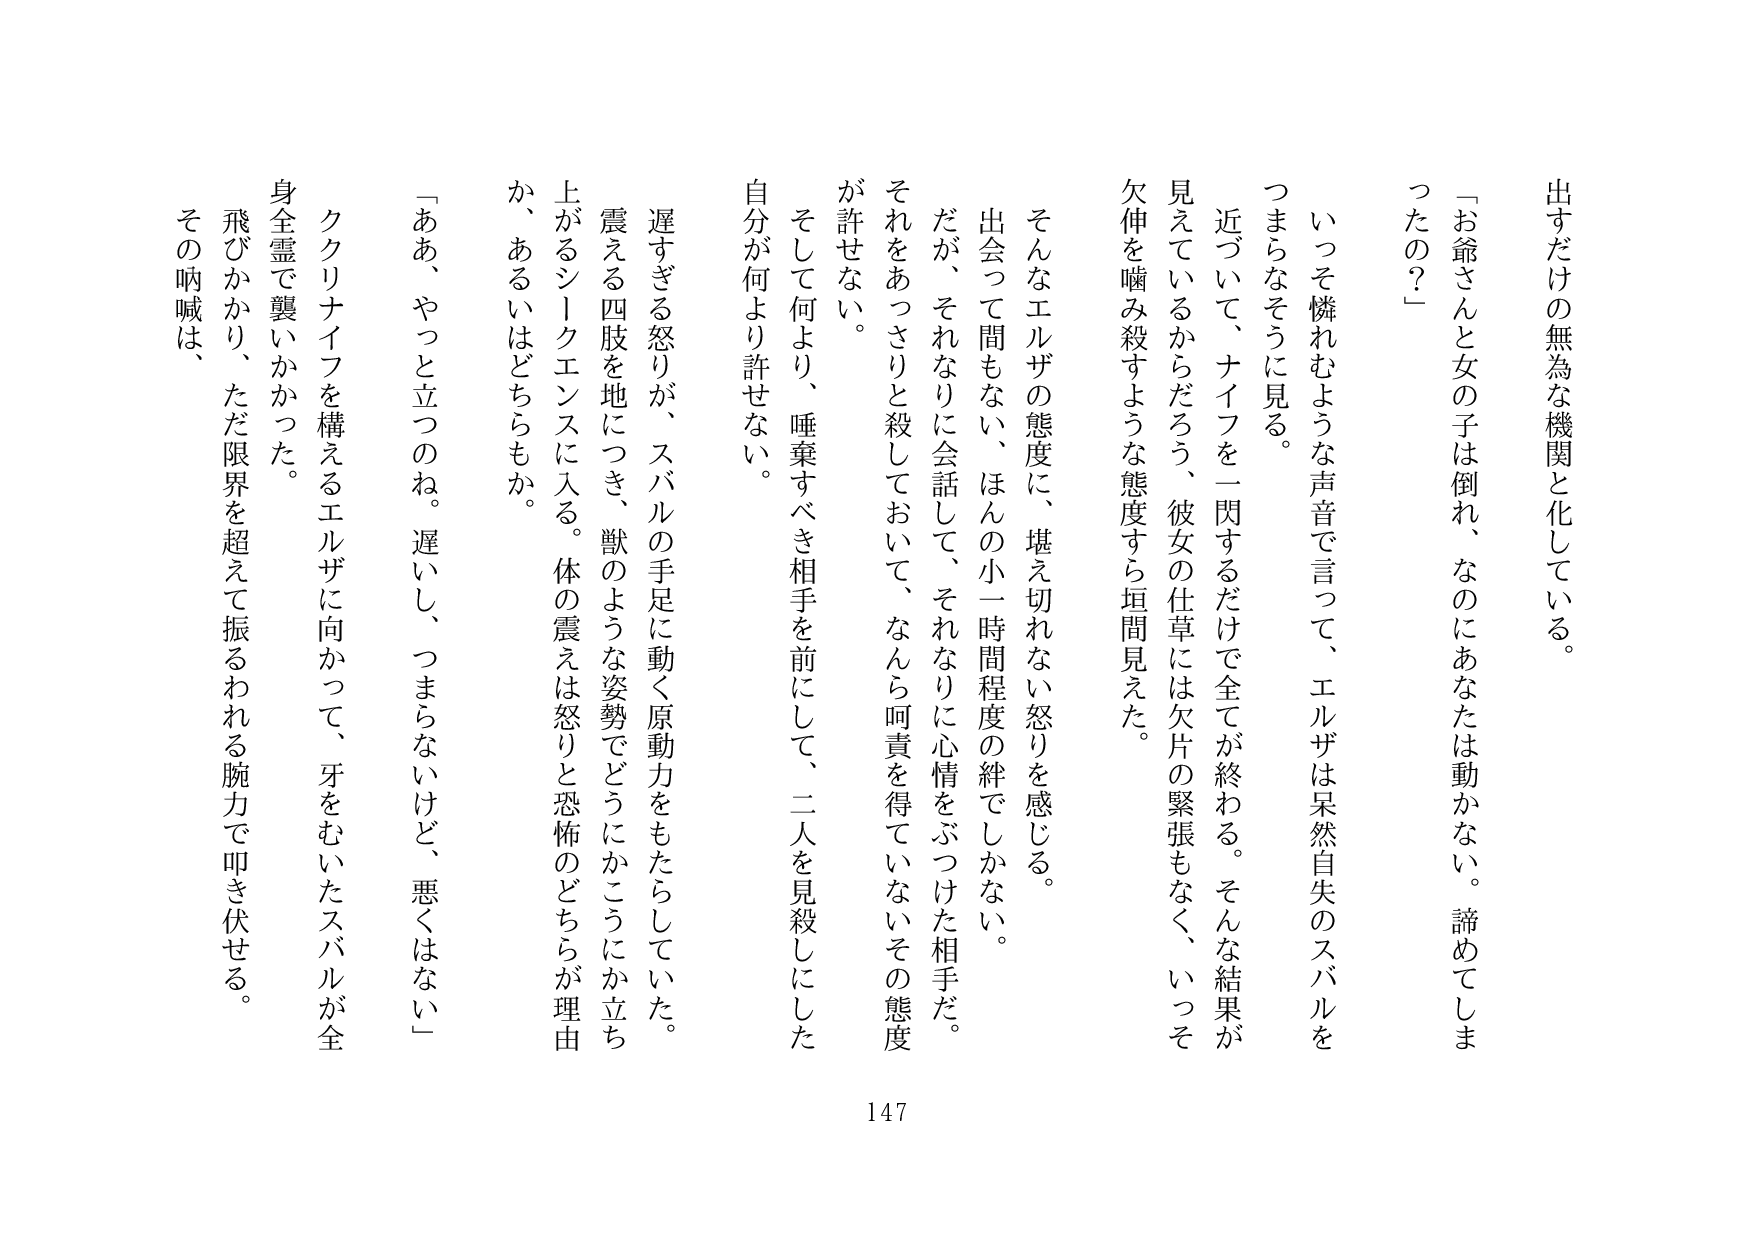 出すだけの無為な機関と化している。
「お爺さんと女の子は倒れ、なのにあなたは動かない。諦めてしま
ったの？」
いっそ憐れむような声音で言って、エルザは呆然自失のスバルを
つまらなそうに見る。
近づいて、ナイフを一閃するだけで全てが終わる。そんな結果が
見えているからだろう、彼女の仕草には欠片の緊張もなく、いっそ
欠伸を噛み殺すような態度すら垣間見えた。
そんなエルザの態度に、堪え切れない怒りを感じる。
出会って間もない、ほんの小一時間程度の絆でしかない。
だが、それなりに会話して、それなりに心情をぶつけた相手だ。
それをあっさりと殺しておいて、なんら呵責を得ていないその態度
が許せない。
そして何より、唾棄すべき相手を前にして、二人を見殺しにした
自分が何より許せない。
遅すぎる怒りが、スバルの手足に動く原動力をもたらしていた。
震える四肢を地につき、獣のような姿勢でどうにかこうにか立ち
上がるシークエンスに入る。体の震えは怒りと恐怖のどちらが理由
か、あるいはどちらもか。
「ああ、やっと立つのね。遅いし、つまらないけど、悪くはない」
ククリナイフを構えるエルザに向かって、牙をむいたスバルが全
身全霊で襲いかかった。
飛びかかり、ただ限界を超えて振るわれる腕力で叩き伏せる。
その吶喊は、
147